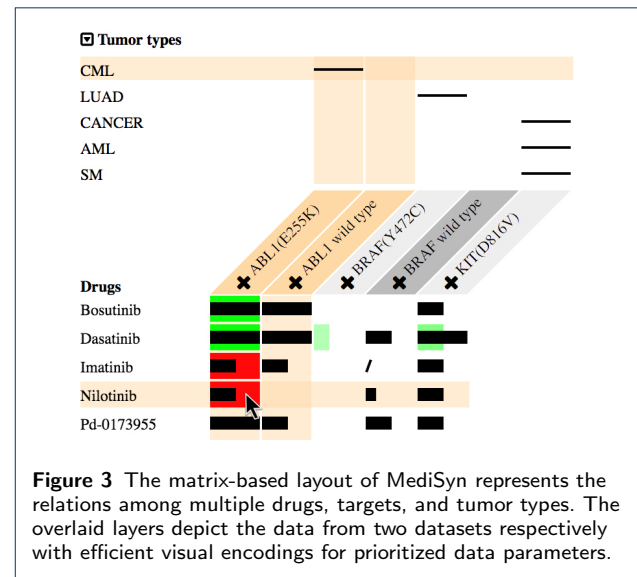 Tumor types
CML
LUAD
CANCER
AML
SM
ABL1(E255K)
ABL1 wild type
BRAF(Y472C)
BRAF wild type
KIT(D816V)
Drugs
Bosutinib
Dasatinib
Imatinib
Nilotinib
Pd-0173955
Figure 3 The matrix-based layout of MediSyn represents the
relations among multiple drugs, targets, and tumor types. The
overlaid layers depict the data from two datasets respectively
with efficient visual encodings for prioritized data parameters.